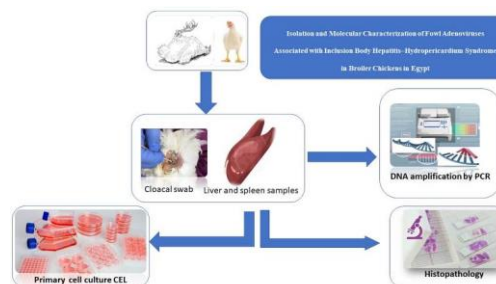 Isolation and Molecular Characterization of Fowl Adenoviruses
Associated with Inclusion Body Hepatitis–Hydropericardium Syndrome
in Broiler Chickens in Egypt
Cloacal swab
Liver and spleen samples
DNA amplification by PCR
Primary cell culture CEL
Histopathology